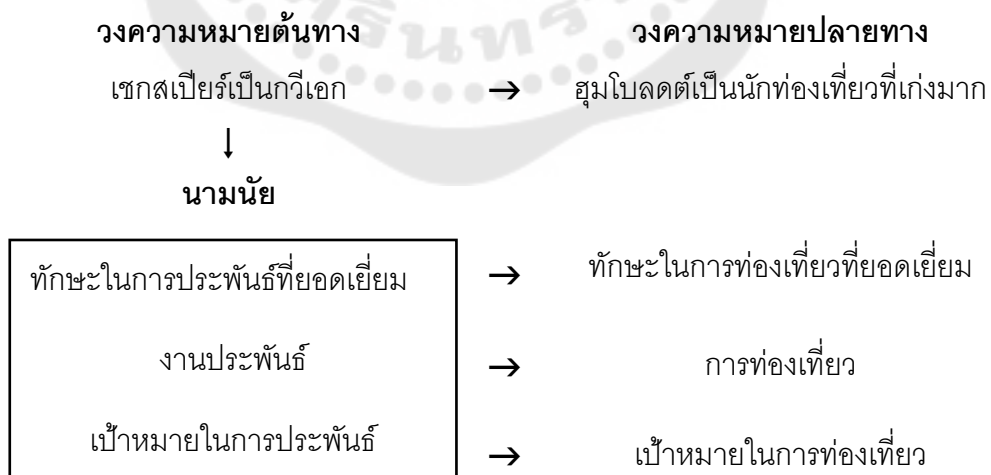 วงความหมายต้นทาง วงความหมายปลายทาง
เชกสเปียร์เป็นกวีเอก → ฮุมโบลดต์เป็นนักท่องเที่ยวที่เก่งมาก
↓
นามนัย
ทักษะในการประพันธ์ที่ยอดเยี่ยม → ทักษะในการท่องเที่ยวที่ยอดเยี่ยม
งานประพันธ์ → การท่องเที่ยว
เป้าหมายในการประพันธ์ → เป้าหมายในการท่องเที่ยว